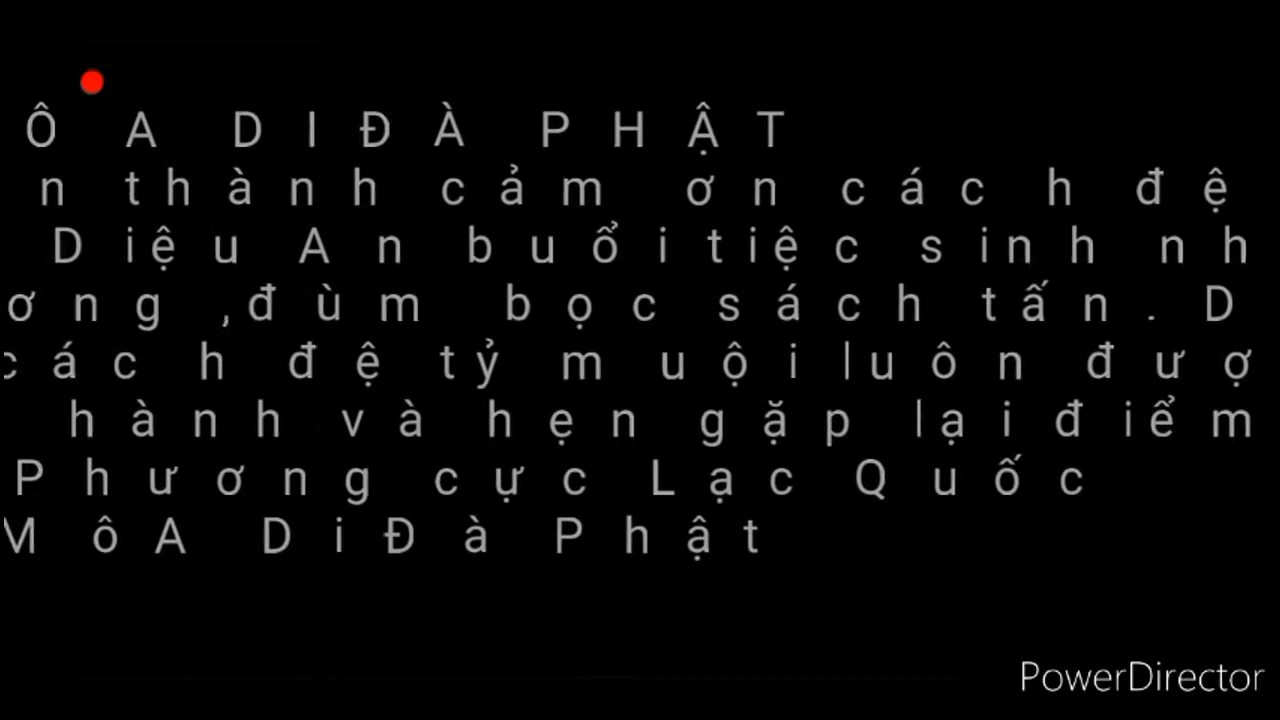 Ô A DI ĐÀ PHẬT
n thành cảm ơn các h đệ
Diệu An buổi tiệc sinh nh
ơng ,đùm bọc sách tấn. D
các h đệ tỷ muội luôn đượ
hành và hẹn gặp lại điểm
Phương cực Lạc Quốc
Mô A Di Đà Phật
PowerDirector